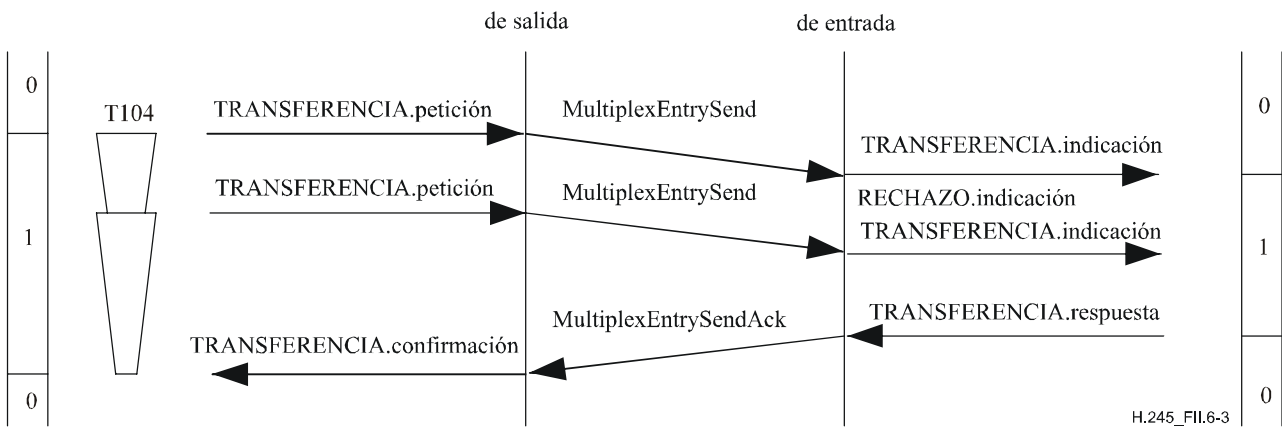 de salida
de entrada
0
T104
TRANSFERENCIA.petición
MultiplexEntrySend
0
TRANSFERENCIA.indicación
TRANSFERENCIA.petición
MultiplexEntrySend
RECHAZO.indicación
TRANSFERENCIA.indicación
1
1
MultiplexEntrySendAck
TRANSFERENCIA.respuesta
TRANSFERENCIA.confirmación
0
0
H.245_FII.6-3